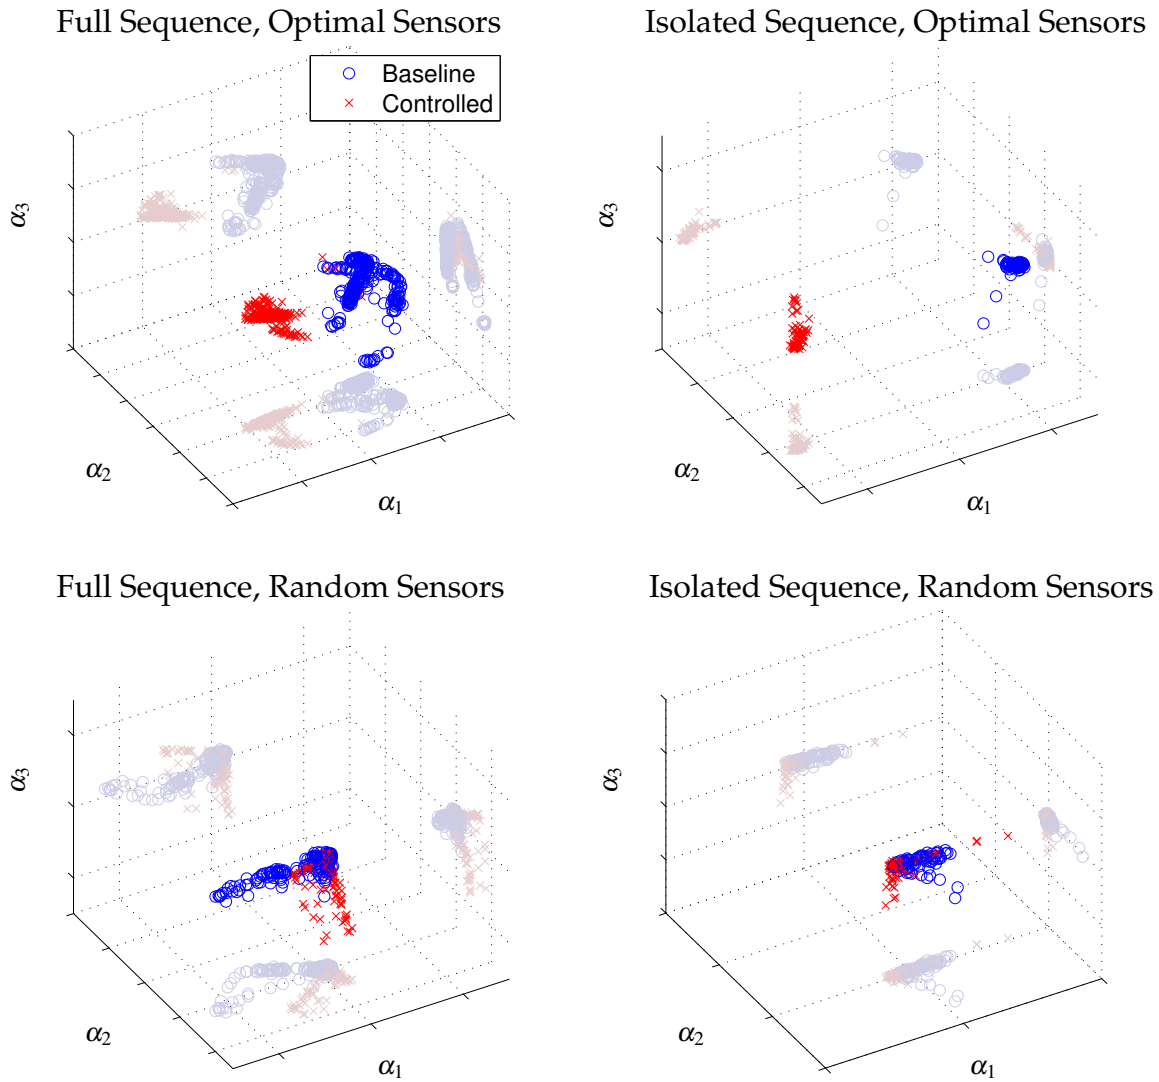 Full Sequence, Optimal Sensors
Isolated Sequence, Optimal Sensors
Baseline
Controlled
α3
α2
α1
α3
α2
α1
Full Sequence, Random Sensors
Isolated Sequence, Random Sensors
α3
α2
α1
α3
α2
α1